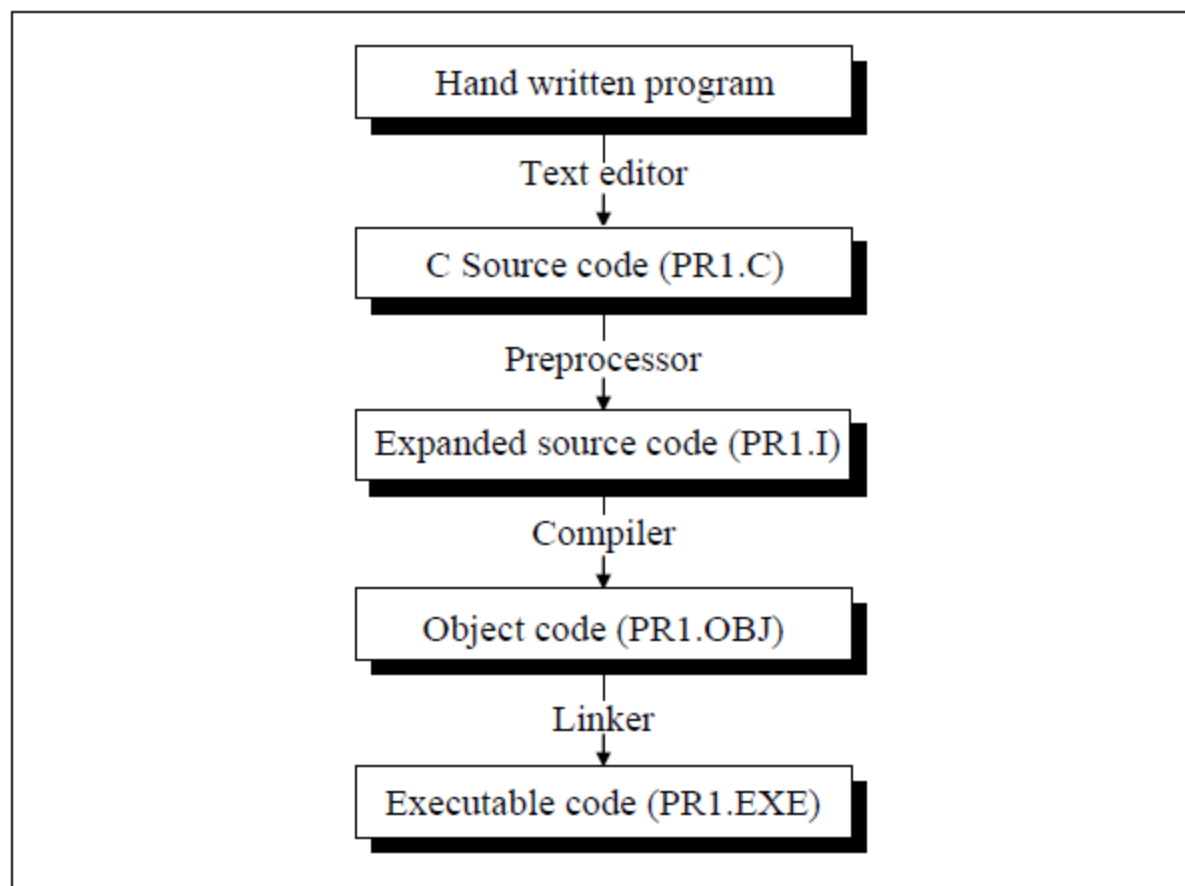 Hand written program
Text editor
C Source code (PR1.C)
Preprocessor
Expanded source code (PR1.I)
Compiler
Object code (PR1.OBJ)
Linker
Executable code (PR1.EXE)